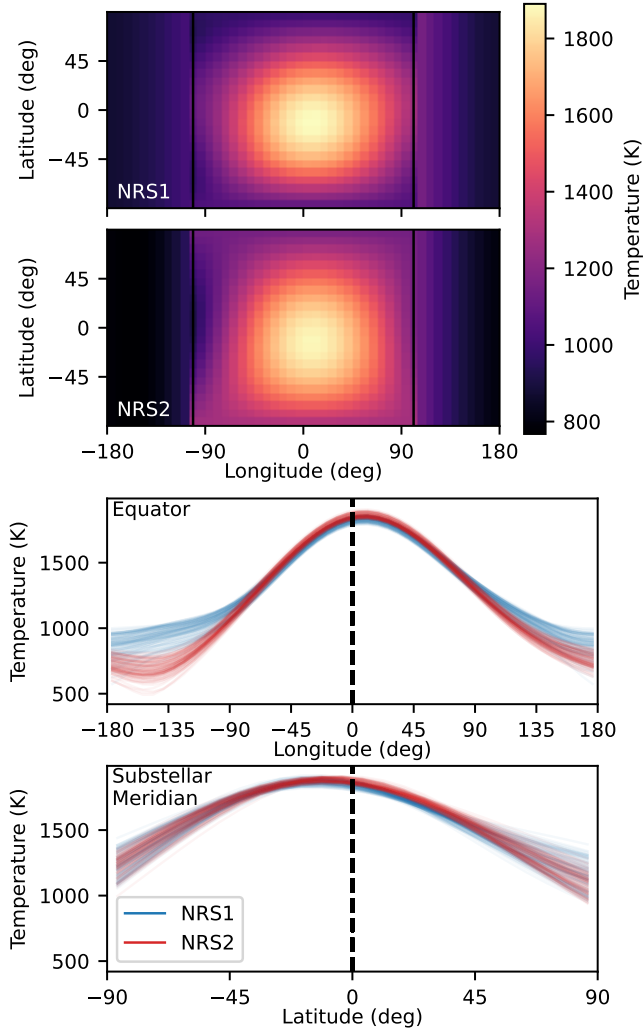 45
0
−45
Latitude (deg)
NRS1
45
0
−45
Latitude (deg)
NRS2
−180
−90
0
90
180
Longitude (deg)
1800
1600
1400
1200
1000
800
Temperature (K)
Equator
1500
1000
500
Temperature (K)
−180
−135
−90
−45
0
45
90
135
180
Longitude (deg)
Substellar
Meridian
1500
1000
500
Temperature (K)
NRS1
NRS2
−90
−45
0
45
90
Latitude (deg)